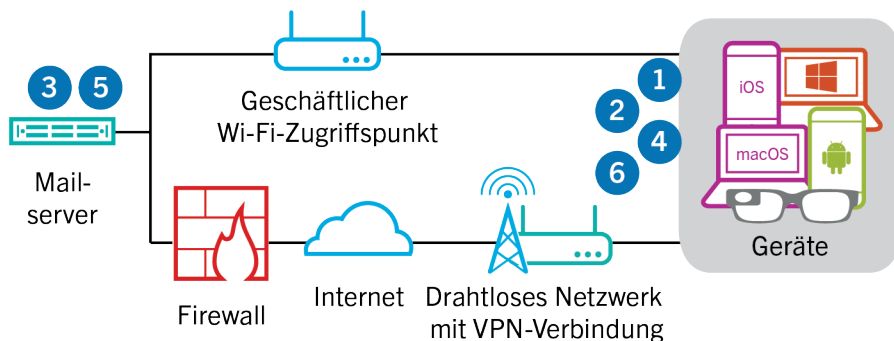 3 5
Mail-
server
Geschäftlicher
Wi-Fi-Zugriffspunkt
1
2
4
6
iOS
macOS
Geräte
Firewall
Internet
Drahtloses Netzwerk
mit VPN-Verbindung